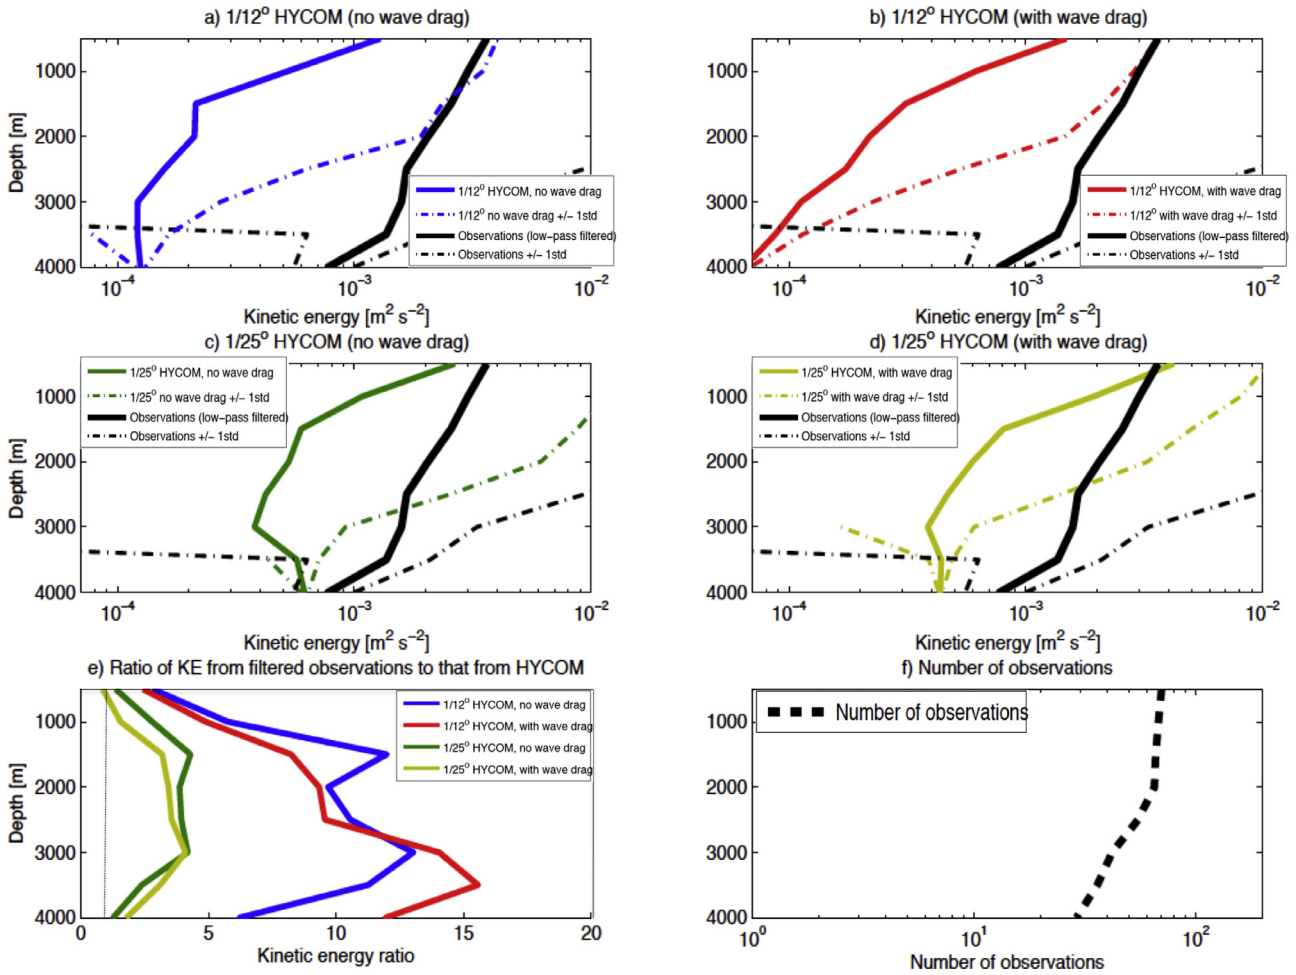 a) 1/12° HYCOM (no wave drag)
1000
2000
3000
4000
Depth [m]
1/12° HYCOM, no wave drag
1/12° no wave drag +/− 1std
Observations (low−pass filtered)
Observations +/− 1std
10⁻⁴
10⁻³
10⁻²
Kinetic energy [m² s⁻²]
b) 1/12° HYCOM (with wave drag)
1000
2000
3000
4000
Depth [m]
1/12° HYCOM, with wave drag
1/12° with wave drag +/− 1std
Observations (low−pass filtered)
Observations +/− 1std
10⁻⁴
10⁻³
10⁻²
Kinetic energy [m² s⁻²]
c) 1/25° HYCOM (no wave drag)
1/25° HYCOM, no wave drag
1/25° no wave drag +/− 1std
Observations (low−pass filtered)
Observations +/− 1std
1000
2000
3000
4000
Depth [m]
10⁻⁴
10⁻³
10⁻²
Kinetic energy [m² s⁻²]
d) 1/25° HYCOM (with wave drag)
1/25° HYCOM, with wave drag
1/25° with wave drag +/− 1std
Observations (low−pass filtered)
Observations +/− 1std
1000
2000
3000
4000
Depth [m]
10⁻⁴
10⁻³
10⁻²
Kinetic energy [m² s⁻²]
e) Ratio of KE from filtered observations to that from HYCOM
1/12° HYCOM, no wave drag
1/12° HYCOM, with wave drag
1/25° HYCOM, no wave drag
1/25° HYCOM, with wave drag
1000
2000
3000
4000
Depth [m]
0
5
10
15
20
Kinetic energy ratio
f) Number of observations
Number of observations
1000
2000
3000
4000
Depth [m]
10⁰
10¹
10²
Number of observations